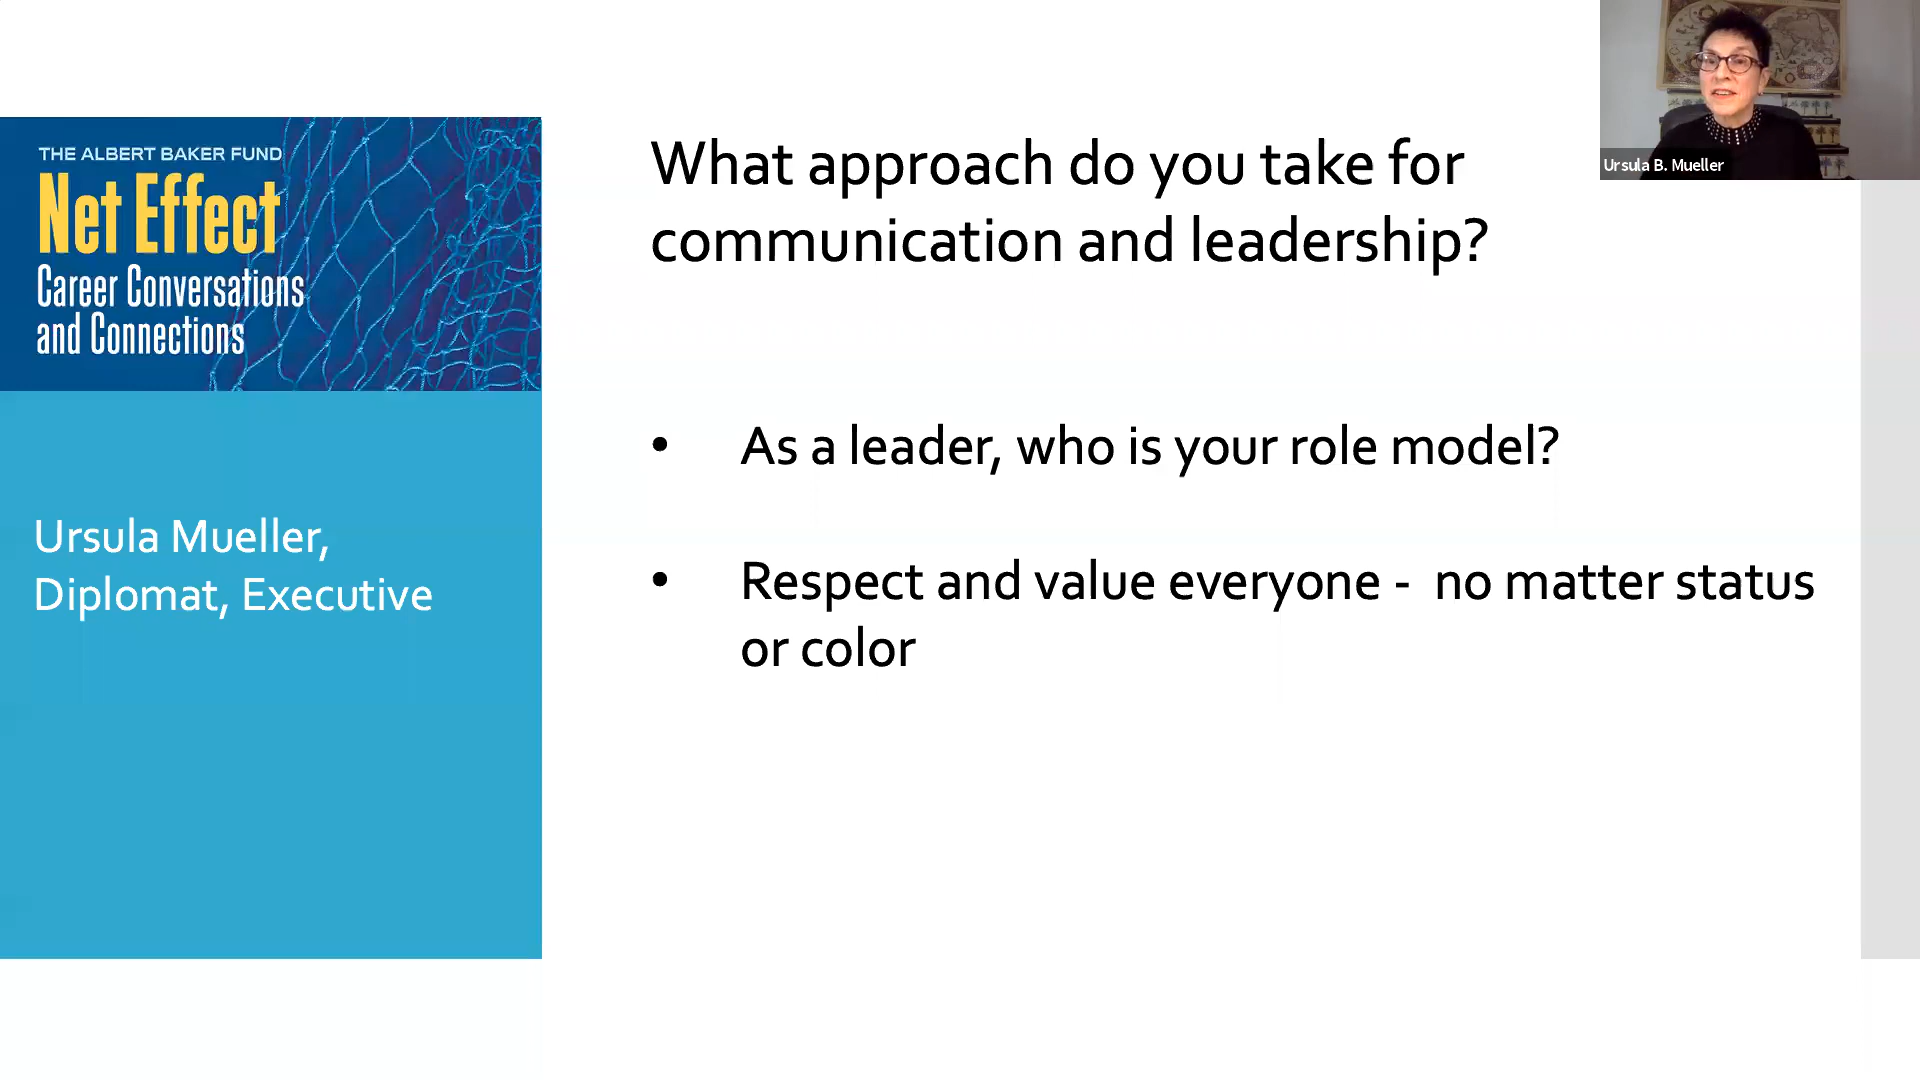 THE ALBERT BAKER FUND
Net Effect
Career Conversations
and Connections
Ursula Mueller,
Diplomat, Executive
What approach do you take for
communication and leadership?
• As a leader, who is your role model?
• Respect and value everyone - no matter status
or color
Ursula B. Mueller